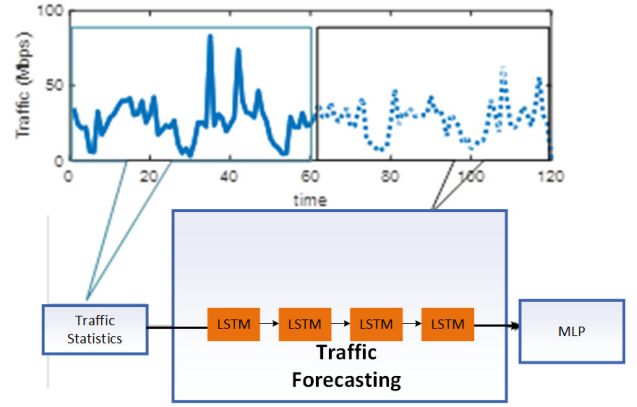 100
50
0
Traffic (Mbps)
0 20 40 60 80 100 120
time
Traffic
Statistics
LSTM LSTM LSTM LSTM
Traffic
Forecasting
MLP